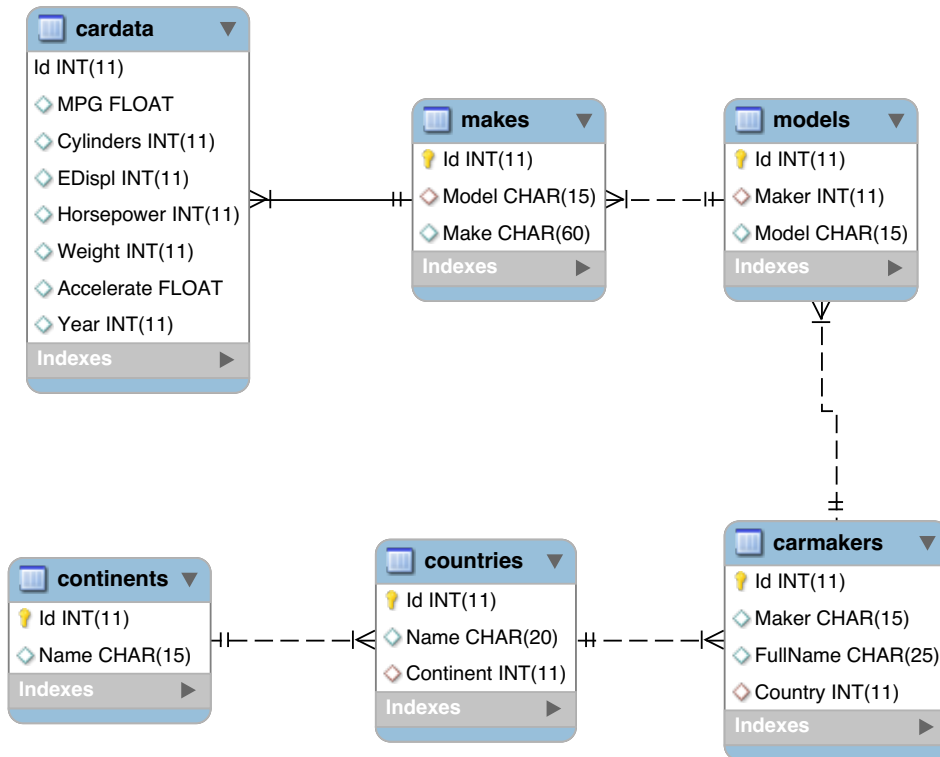 cardata
Id INT(11)
MPG FLOAT
Cylinders INT(11)
EDispl INT(11)
Horsepower INT(11)
Weight INT(11)
Accelerate FLOAT
Year INT(11)
Indexes
makes
Id INT(11)
Model CHAR(15)
Make CHAR(60)
Indexes
models
Id INT(11)
Maker INT(11)
Model CHAR(15)
Indexes
continents
Id INT(11)
Name CHAR(15)
Indexes
countries
Id INT(11)
Name CHAR(20)
Continent INT(11)
Indexes
carmakers
Id INT(11)
Maker CHAR(15)
FullName CHAR(25)
Country INT(11)
Indexes